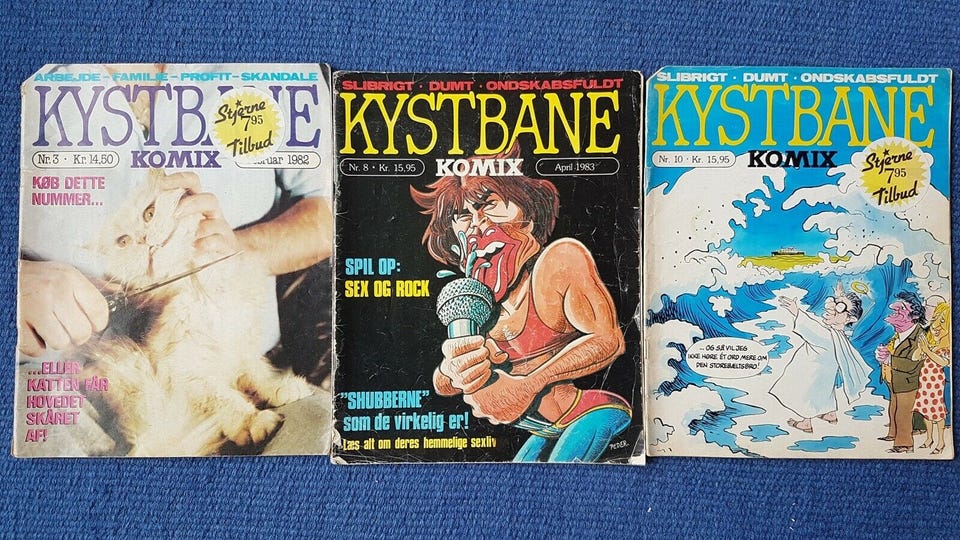 ARBEJDE - FAMILIE - PROFIT - SKANDALE
KYSTBANE
Stjerne
7 95
Tilbud
Nr. 3 · Kr. 14,50
KOMIX
ruar 1982
KØB DETTE
NUMMER...
...ELLER
KATTEN FÅR
HOVEDET
SKÅRET
AF!
SLIBRIGT · DUMT · ONDSKABSFULDT
KYSTBANE
Nr. 8 · Kr. 15,95
KOMIX
April 1983
SPIL OP:
SEX OG ROCK
"SHUBBERNE"
som de virkelig er!
Læs alt om deres hemmelige sexliv
PEDER.
SLIBRIGT · DUMT · ONDSKABSFULDT
KYSTBANE
Nr. 10 · Kr. 15,95
KOMIX
Stjerne
7 95
Tilbud
... OG SÅ VIL JEG
IKKE HØRE ÉT ORD MERE OM
DEN STOREBÆLTSBRO!